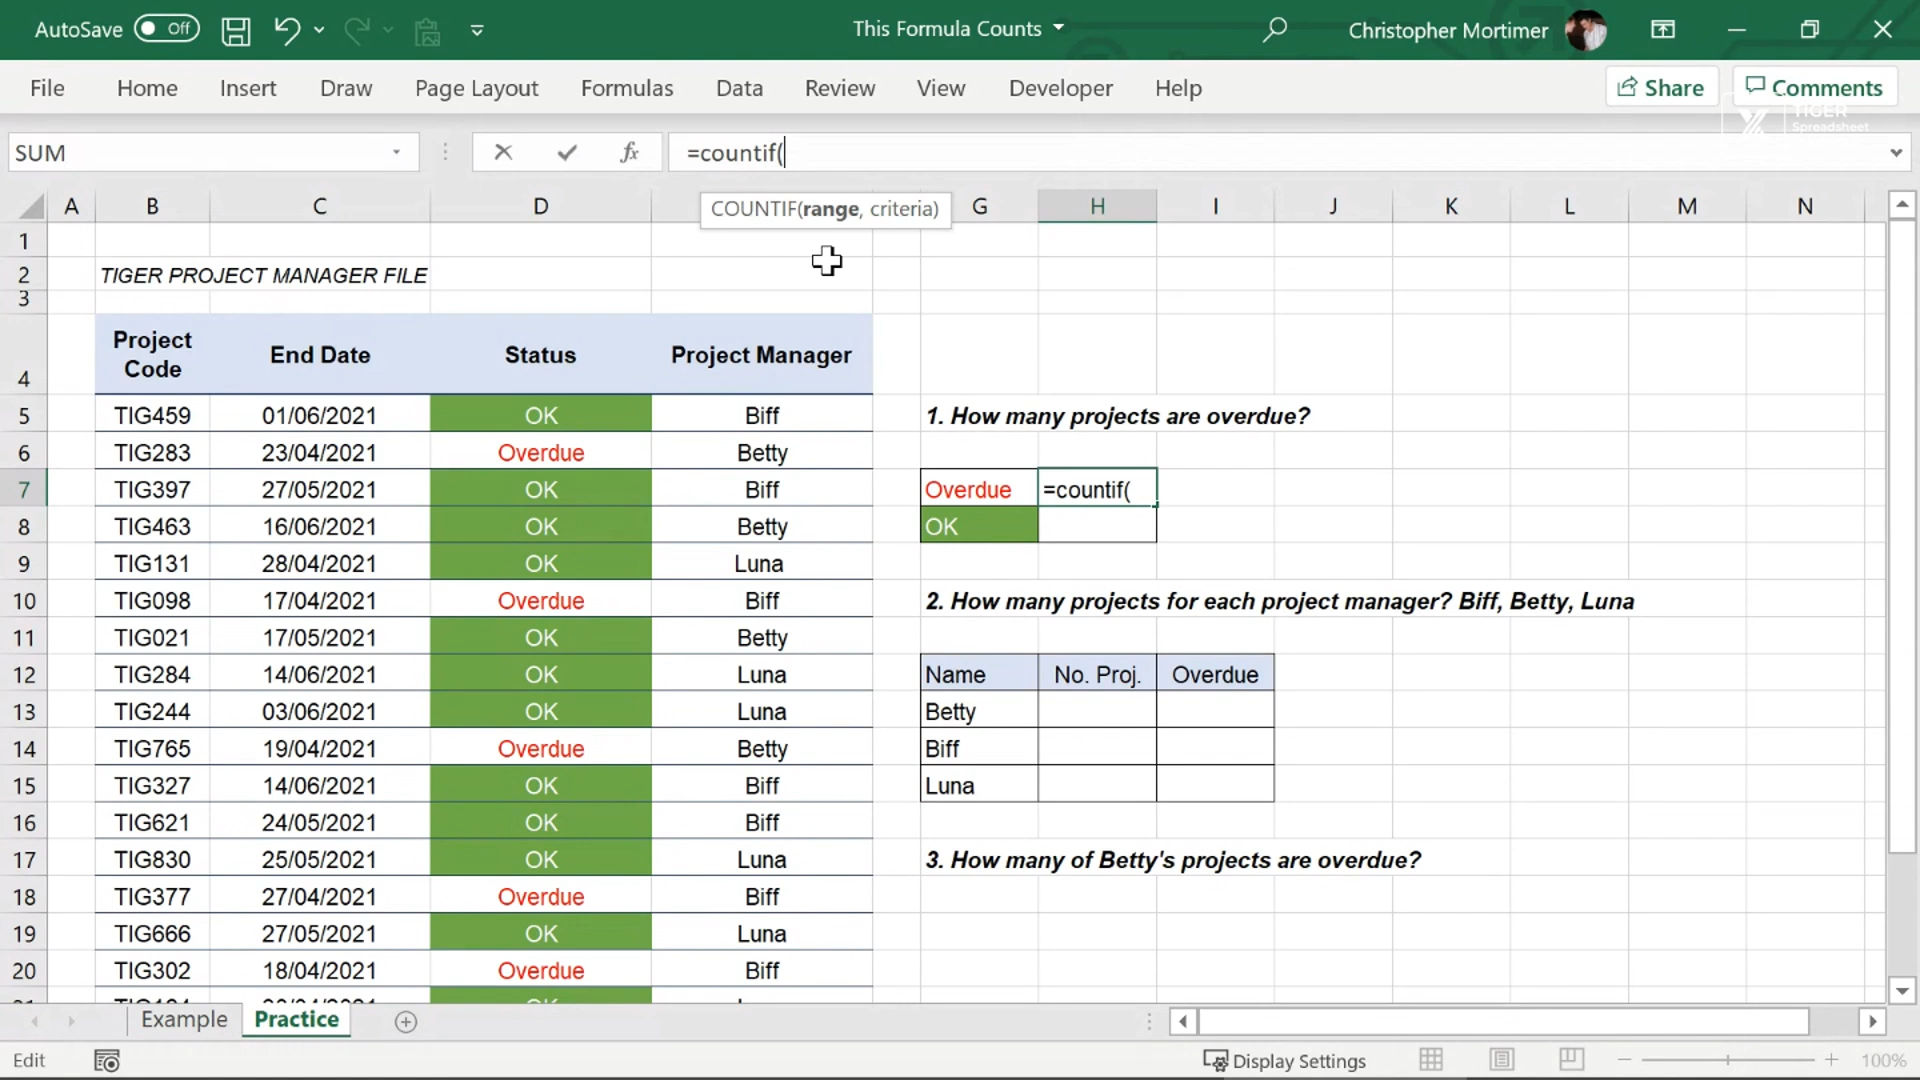 AutoSave Off This Formula Counts Christopher Mortimer
File Home Insert Draw Page Layout Formulas Data Review View Developer Help Share Comments
TIGER
Spreadsheet
SUM fx =countif(
COUNTIF(range, criteria)
A B C D G H I J K L M N
1
2 TIGER PROJECT MANAGER FILE
3
4 Project Code End Date Status Project Manager
5 TIG459 01/06/2021 OK Biff 1. How many projects are overdue?
6 TIG283 23/04/2021 Overdue Betty
7 TIG397 27/05/2021 OK Biff Overdue =countif(
8 TIG463 16/06/2021 OK Betty OK
9 TIG131 28/04/2021 OK Luna
10 TIG098 17/04/2021 Overdue Biff 2. How many projects for each project manager? Biff, Betty, Luna
11 TIG021 17/05/2021 OK Betty
12 TIG284 14/06/2021 OK Luna Name No. Proj. Overdue
13 TIG244 03/06/2021 OK Luna Betty
14 TIG765 19/04/2021 Overdue Betty Biff
15 TIG327 14/06/2021 OK Biff Luna
16 TIG621 24/05/2021 OK Biff
17 TIG830 25/05/2021 OK Luna 3. How many of Betty's projects are overdue?
18 TIG377 27/04/2021 Overdue Biff
19 TIG666 27/05/2021 OK Luna
20 TIG302 18/04/2021 Overdue Biff
Example Practice
Edit Display Settings 100%